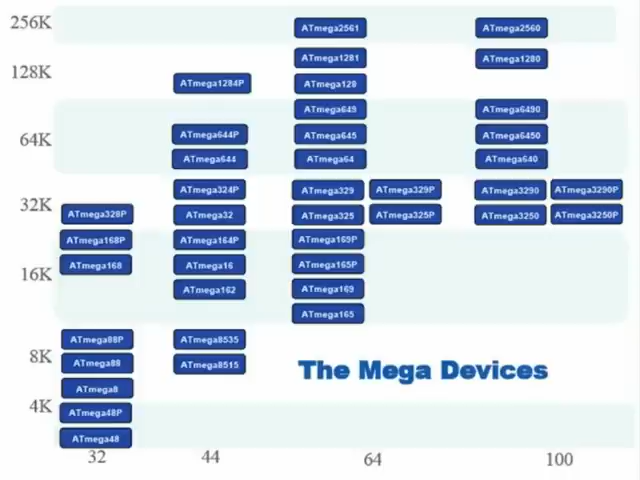 256K ATmega2561 ATmega2560
ATmega1281 ATmega1280
128K ATmega1284P ATmega128
ATmega649 ATmega6490
64K ATmega644P ATmega645 ATmega6450
ATmega644 ATmega64 ATmega640
ATmega324P ATmega329 ATmega329P ATmega3290 ATmega3290P
32K ATmega328P ATmega32 ATmega325 ATmega325P ATmega3250 ATmega3250P
ATmega168P ATmega164P ATmega169P
16K ATmega168 ATmega16 ATmega165P
ATmega162 ATmega169
ATmega165
ATmega88P ATmega8535
8K ATmega88 ATmega8515 The Mega Devices
ATmega8
4K ATmega48P
ATmega48
32 44 64 100